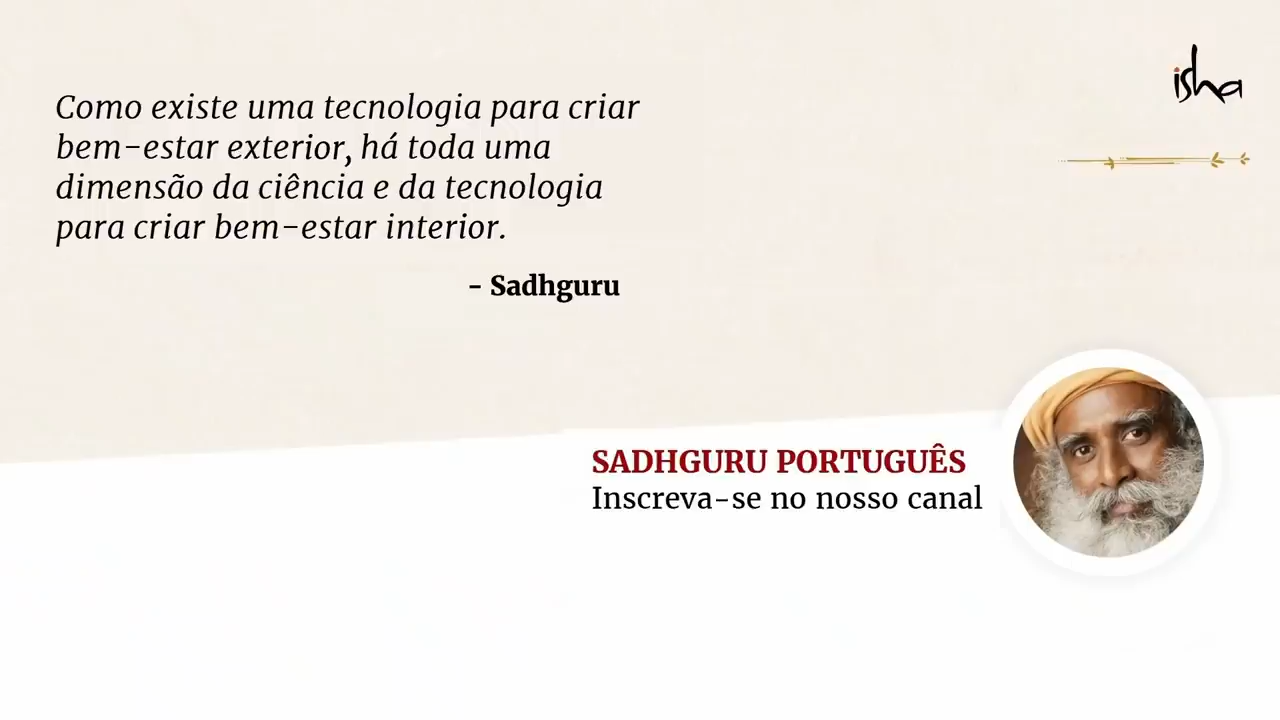 isha
Como existe uma tecnologia para criar
bem-estar exterior, há toda uma
dimensão da ciência e da tecnologia
para criar bem-estar interior.
- Sadhguru
SADHGURU PORTUGUÊS
Inscreva-se no nosso canal